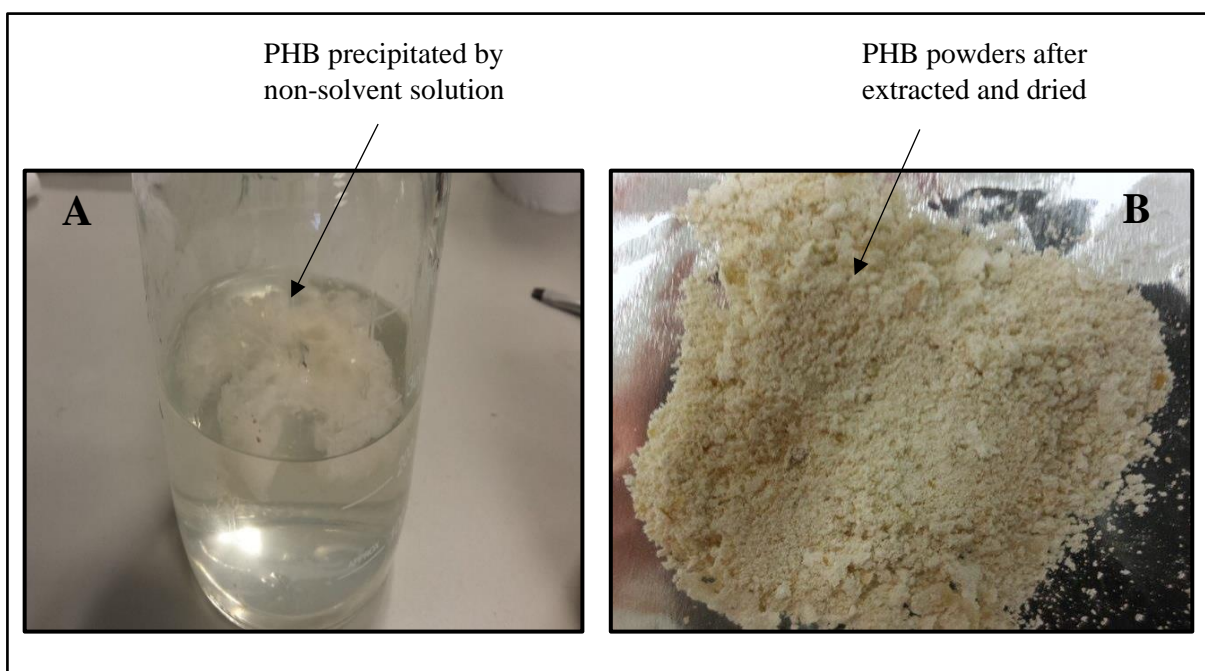 PHB precipitated by
non-solvent solution
PHB powders after
extracted and dried
A
B